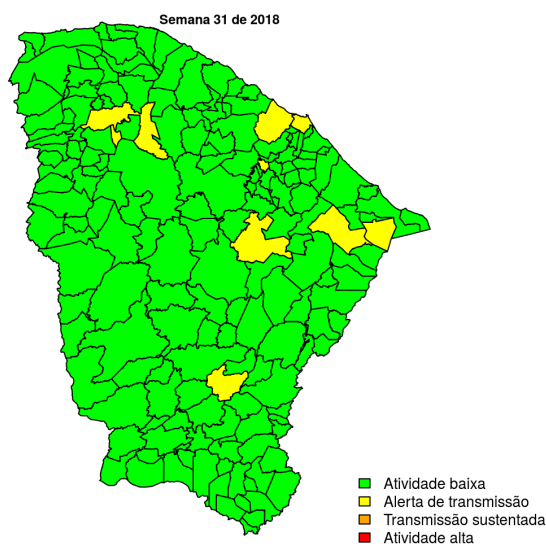 Semana 31 de 2018
Atividade baixa
Alerta de transmissão
Transmissão sustentada
Atividade alta